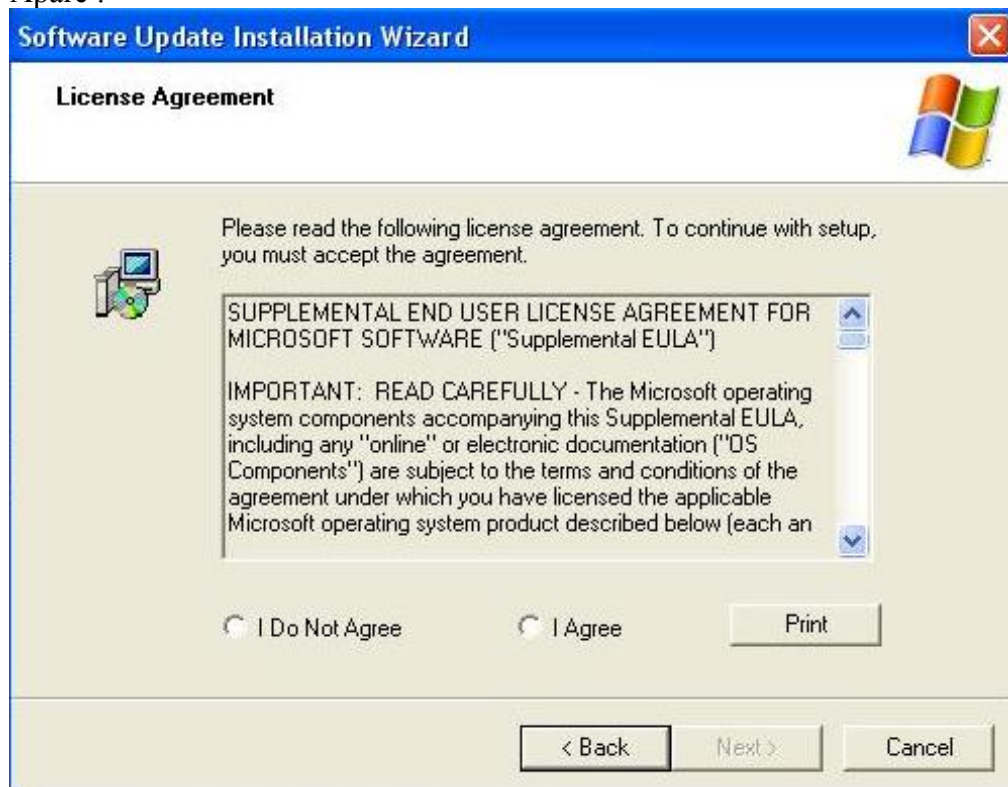 Software Update Installation Wizard
License Agreement
Please read the following license agreement. To continue with setup,
you must accept the agreement.
SUPPLEMENTAL END USER LICENSE AGREEMENT FOR
MICROSOFT SOFTWARE ("Supplemental EULA")
IMPORTANT:  READ CAREFULLY - The Microsoft operating
system components accompanying this Supplemental EULA,
including any "online" or electronic documentation ("OS
Components") are subject to the terms and conditions of the
agreement under which you have licensed the applicable
Microsoft operating system product described below (each an
I Do Not Agree
I Agree
Print
< Back
Next >
Cancel